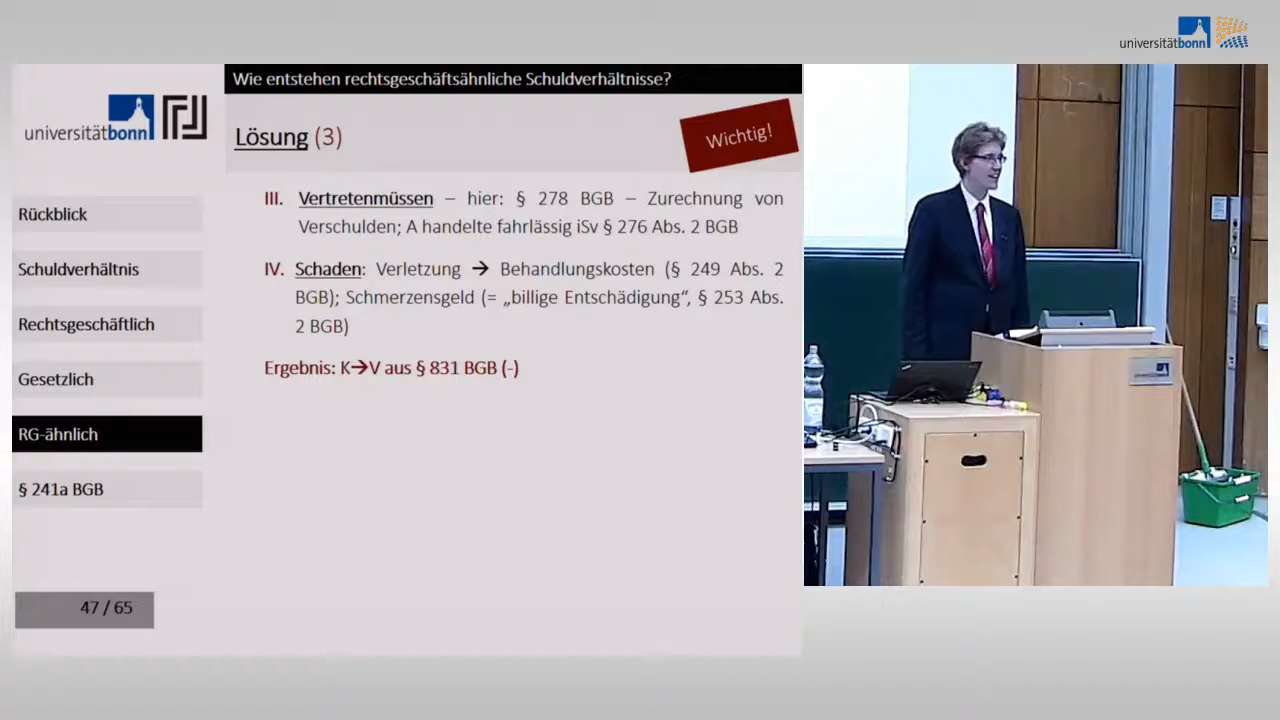 universitätbonn
Wie entstehen rechtsgeschäftsähnliche Schuldverhältnisse?
universitätbonn
Lösung (3)
Wichtig!
Rückblick
Schuldverhältnis
Rechtsgeschäftlich
Gesetzlich
RG-ähnlich
§ 241a BGB
47 / 65
III. Vertretenmüssen – hier: § 278 BGB – Zurechnung von
Verschulden; A handelte fahrlässig iSv § 276 Abs. 2 BGB
IV. Schaden: Verletzung → Behandlungskosten (§ 249 Abs. 2
BGB); Schmerzensgeld (= „billige Entschädigung“, § 253 Abs.
2 BGB)
Ergebnis: K→V aus § 831 BGB (-)